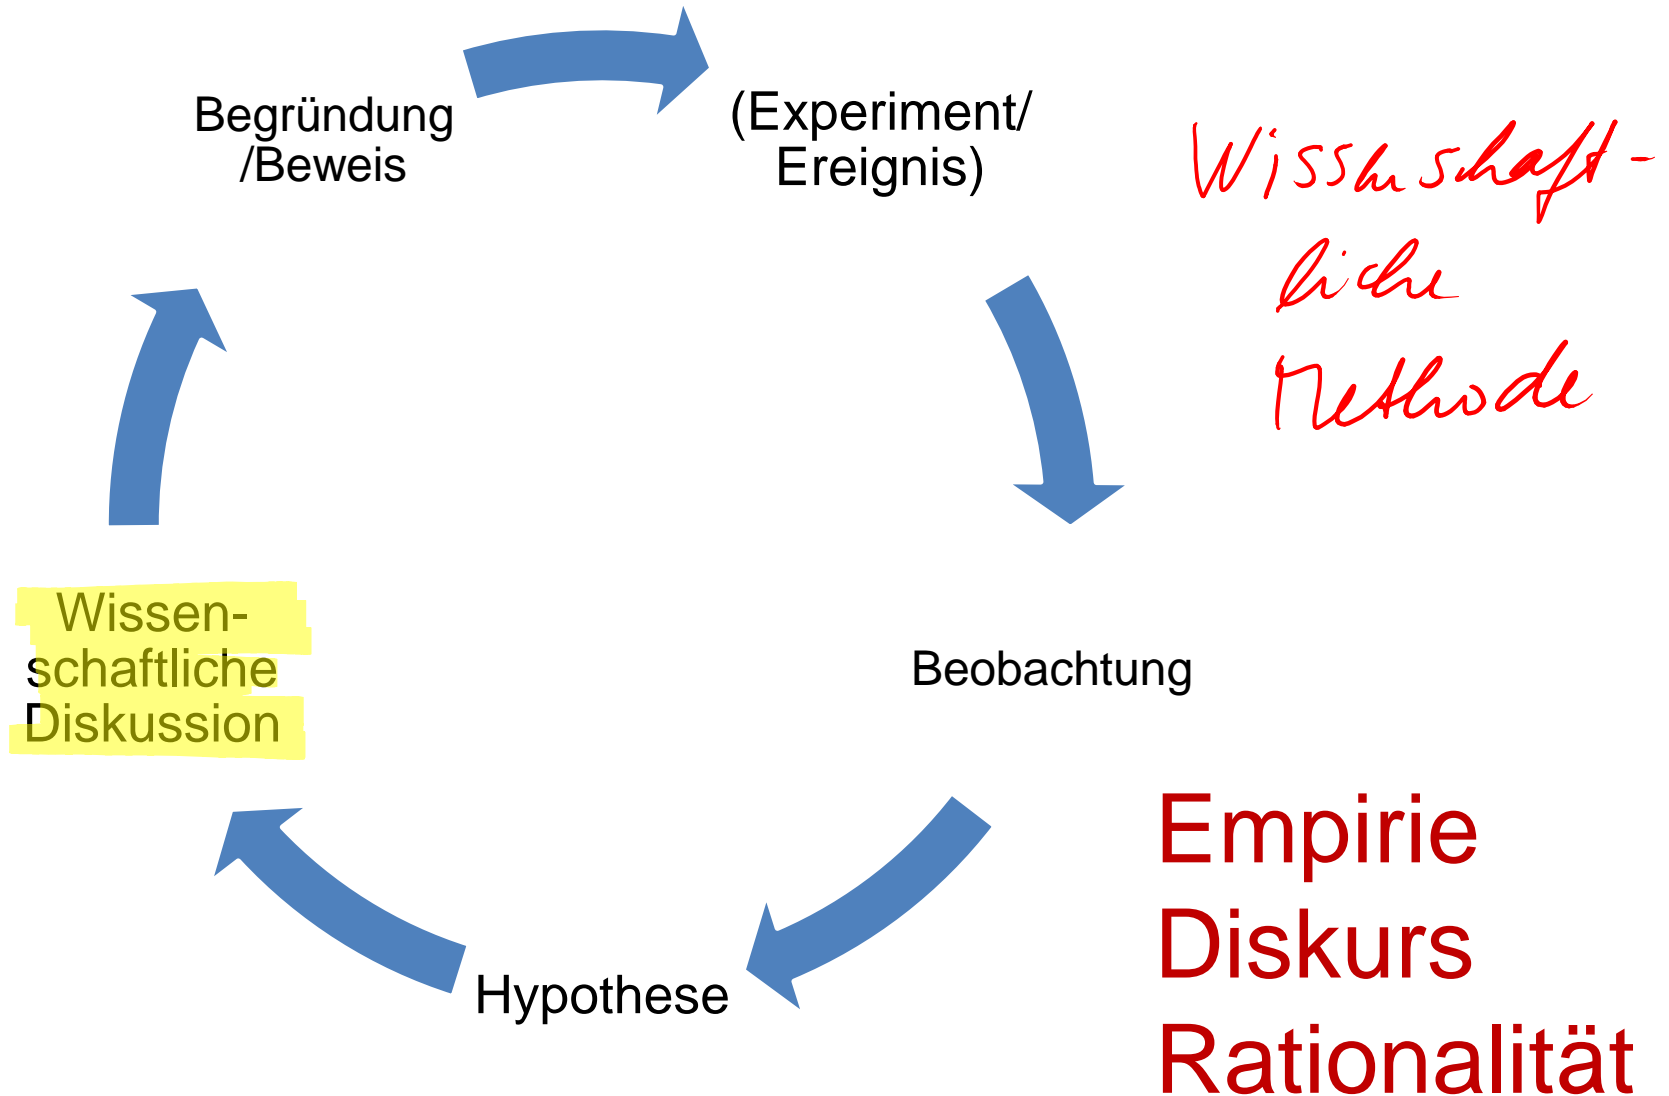 Begründung
/Beweis
(Experiment/
Ereignis)
Wissenschaft-
liche
Methode
Wissen-
schaftliche
Diskussion
Beobachtung
Hypothese
Empirie
Diskurs
Rationalität